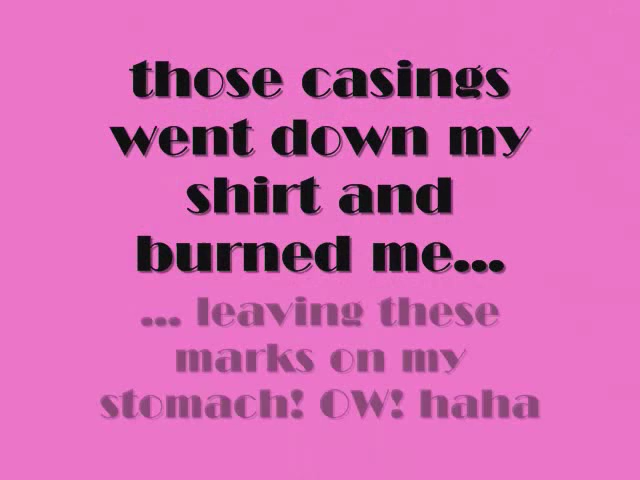 those casings
went down my
shirt and
burned me...
... leaving these
marks on my
stomach! OW! haha